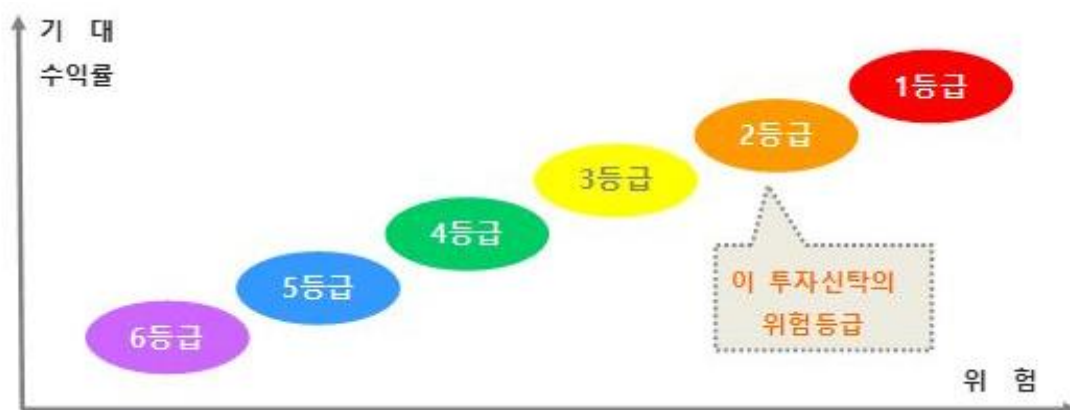 기 대
수익률
1등급
2등급
3등급
4등급
5등급
6등급
이 투자신탁의
위험등급
위 험